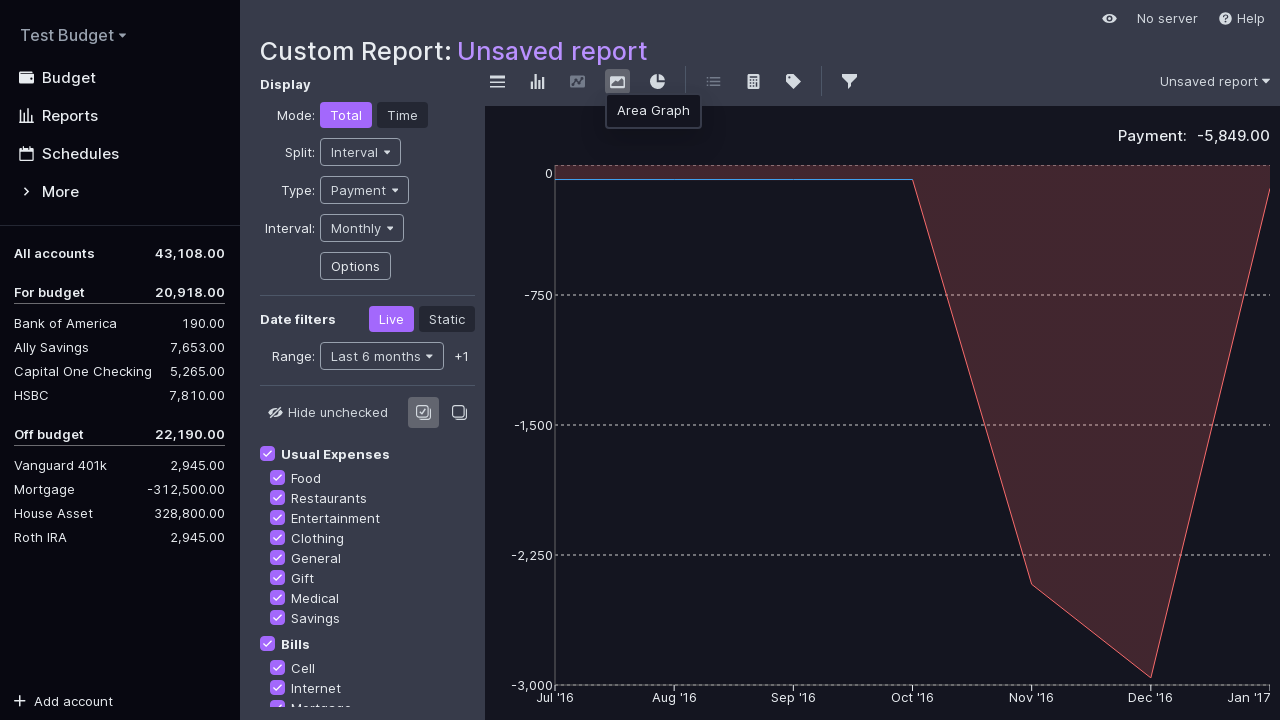 Test Budget
Budget
Reports
Schedules
More
All accounts 43,108.00
For budget 20,918.00
Bank of America 190.00
Ally Savings 7,653.00
Capital One Checking 5,265.00
HSBC 7,810.00
Off budget 22,190.00
Vanguard 401k 2,945.00
Mortgage -312,500.00
House Asset 328,800.00
Roth IRA 2,945.00
Add account
No server
Help
Custom Report: Unsaved report
Display
Mode: Total Time
Split: Interval
Type: Payment
Interval: Monthly
Options
Date filters Live Static
Range: Last 6 months +1
Hide unchecked
Usual Expenses
Food
Restaurants
Entertainment
Clothing
General
Gift
Medical
Savings
Bills
Cell
Internet
Mortgage
Unsaved report
Area Graph
Payment: -5,849.00
0
-750
-1,500
-2,250
-3,000
Jul '16 Aug '16 Sep '16 Oct '16 Nov '16 Dec '16 Jan '17